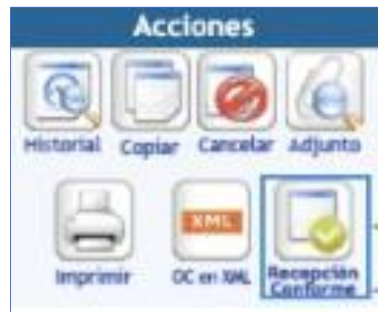 Acciones
Historial Copiar Cancelar Adjunto
XML
Imprimir OC en XML Recepción
Conforme